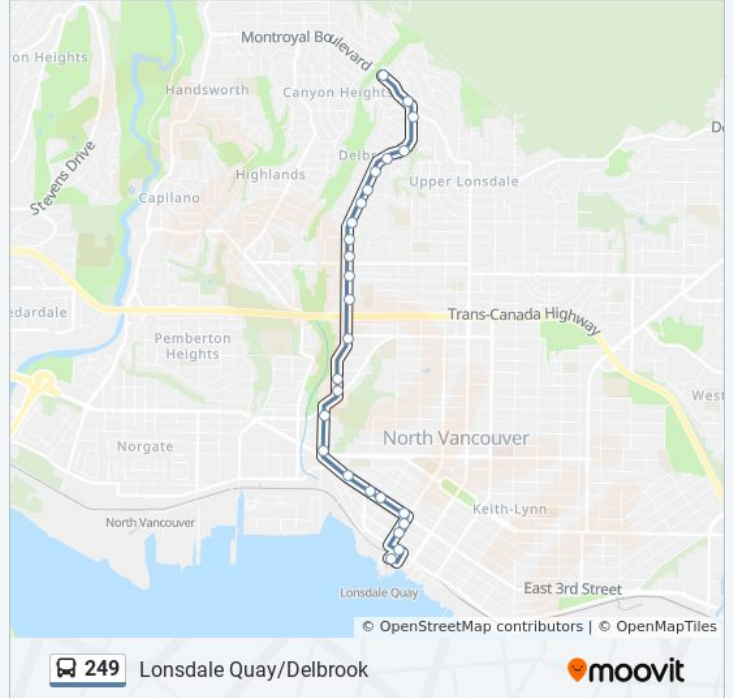 Montroyal Boulevard
on Heights
Handsworth
Canyon Heights
De
Stevens Drive
Delbr
Highlands
Upper Lonsdale
Capilano
edardale
Trans-Canada Highway
Pemberton
Heights
West
North Vancouver
Norgate
Keith-Lynn
North Vancouver
East 3rd Street
Lonsdale Quay
© OpenStreetMap contributors | © OpenMapTiles
249 Lonsdale Quay/Delbrook
moovit